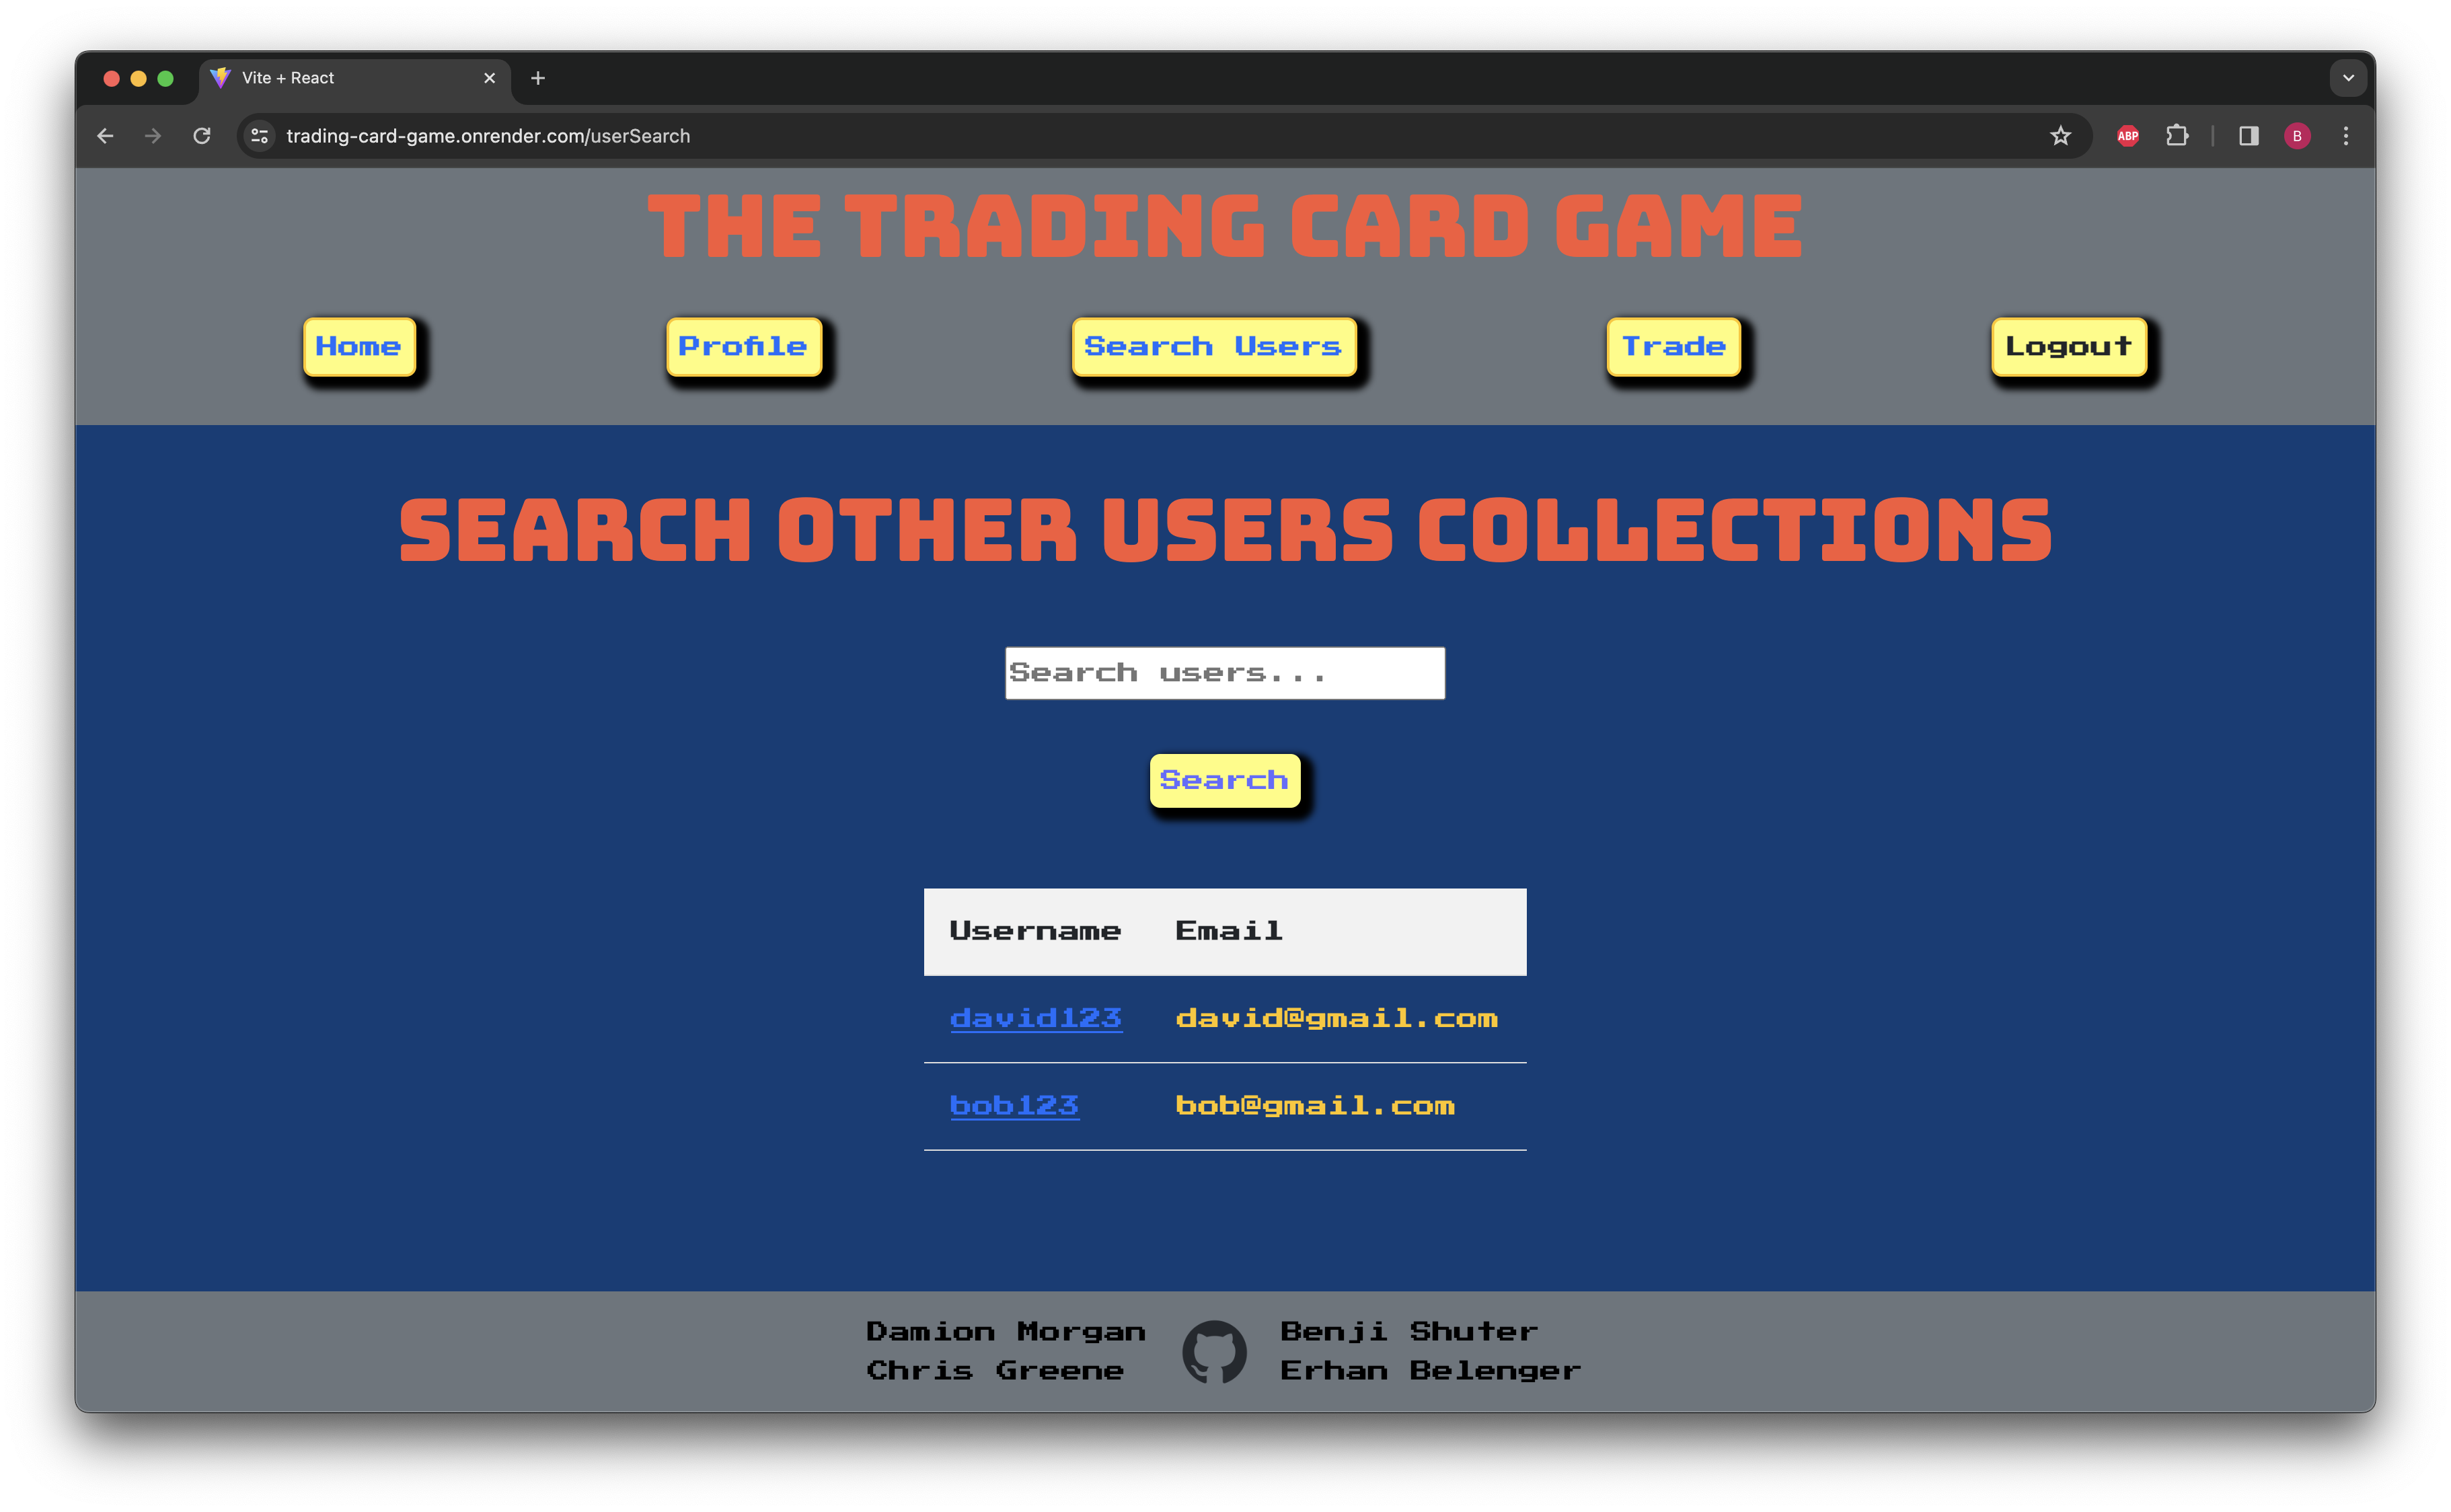 Vite + React
trading-card-game.onrender.com/userSearch
ABP
B
THE TRADING CARD GAME
Home Profile Search Users Trade Logout
SEARCH OTHER USERS COLLECTIONS
Search users...
Search
Username Email
david123 david@gmail.com
bob123 bob@gmail.com
Damion Morgan Benji Shuter
Chris Greene Erhan Belenger